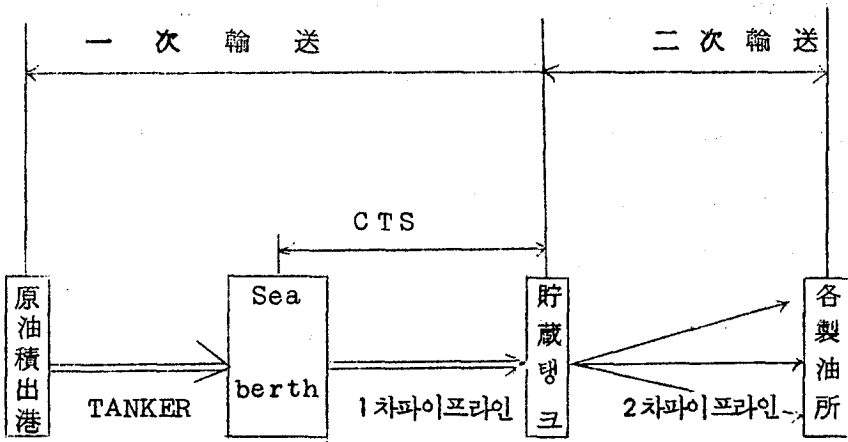 一次輸送
二次輸送
CTS
原油積出港
Sea
berth
貯蔵탱크
各製油所
TANKER
1차파이프라인
2차파이프라인